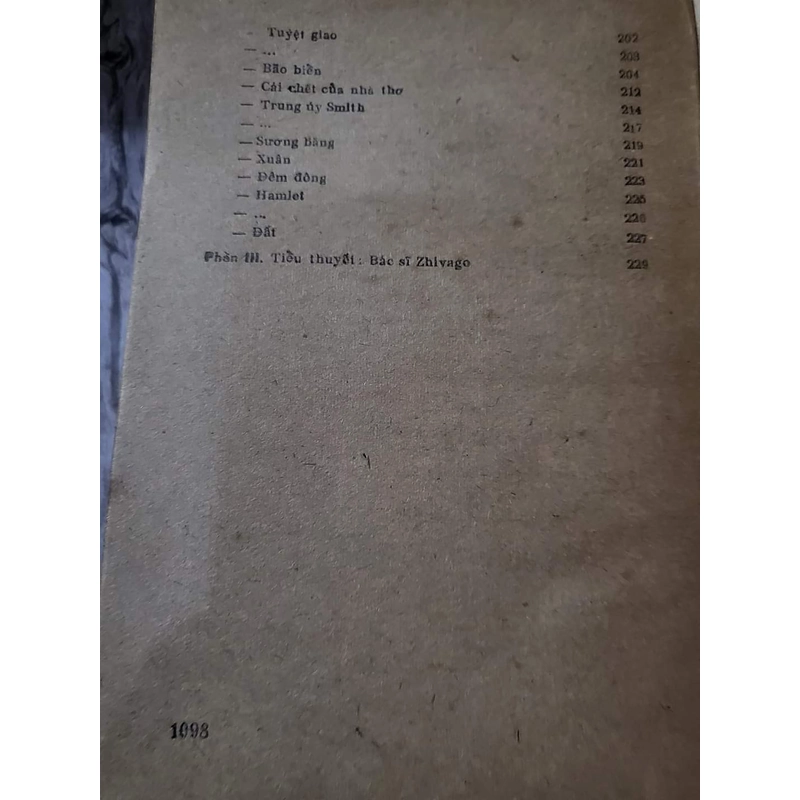 — Tuyệt giao 202
— ... 203
— Bão biển 204
— Cái chết của nhà thơ 212
— Trung úy Smith 214
— ... 217
— Sương băng 219
— Xuân 221
— Đêm đông 223
— Hamlet 225
— ... 226
— Đất 227
Phần III. Tiểu thuyết : Bác sĩ Zhivago 229
1098